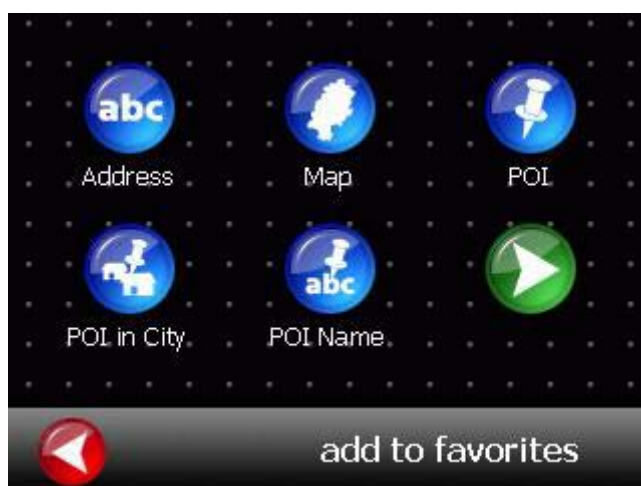 abc
Address
Map
POI
abc
POI in City
POI Name
add to favorites